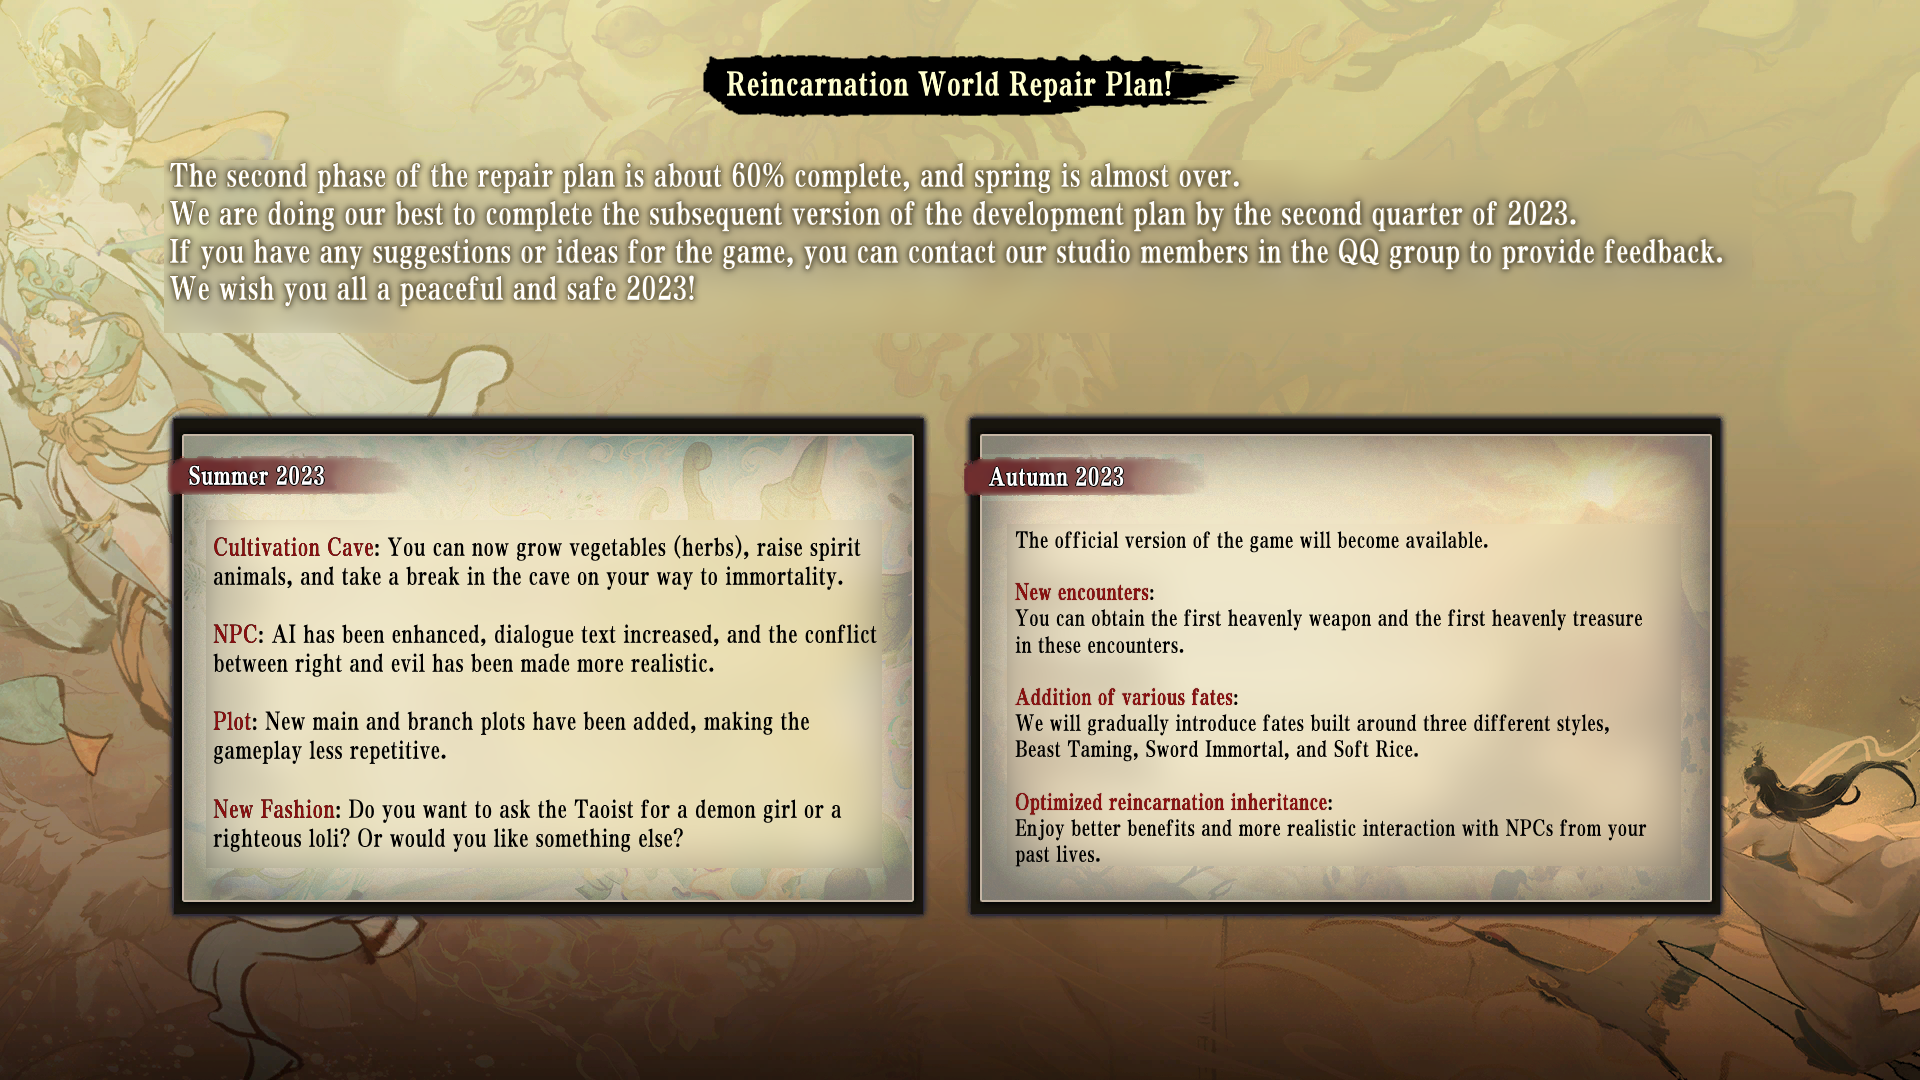 Reincarnation World Repair Plan!
The second phase of the repair plan is about 60% complete, and spring is almost over.
We are doing our best to complete the subsequent version of the development plan by the second quarter of 2023.
If you have any suggestions or ideas for the game, you can contact our studio members in the QQ group to provide feedback.
We wish you all a peaceful and safe 2023!
Summer 2023
Cultivation Cave: You can now grow vegetables (herbs), raise spirit
animals, and take a break in the cave on your way to immortality.
NPC: AI has been enhanced, dialogue text increased, and the conflict
between right and evil has been made more realistic.
Plot: New main and branch plots have been added, making the
gameplay less repetitive.
New Fashion: Do you want to ask the Taoist for a demon girl or a
righteous loli? Or would you like something else?
Autumn 2023
The official version of the game will become available.
New encounters:
You can obtain the first heavenly weapon and the first heavenly treasure
in these encounters.
Addition of various fates:
We will gradually introduce fates built around three different styles,
Beast Taming, Sword Immortal, and Soft Rice.
Optimized reincarnation inheritance:
Enjoy better benefits and more realistic interaction with NPCs from your
past lives.